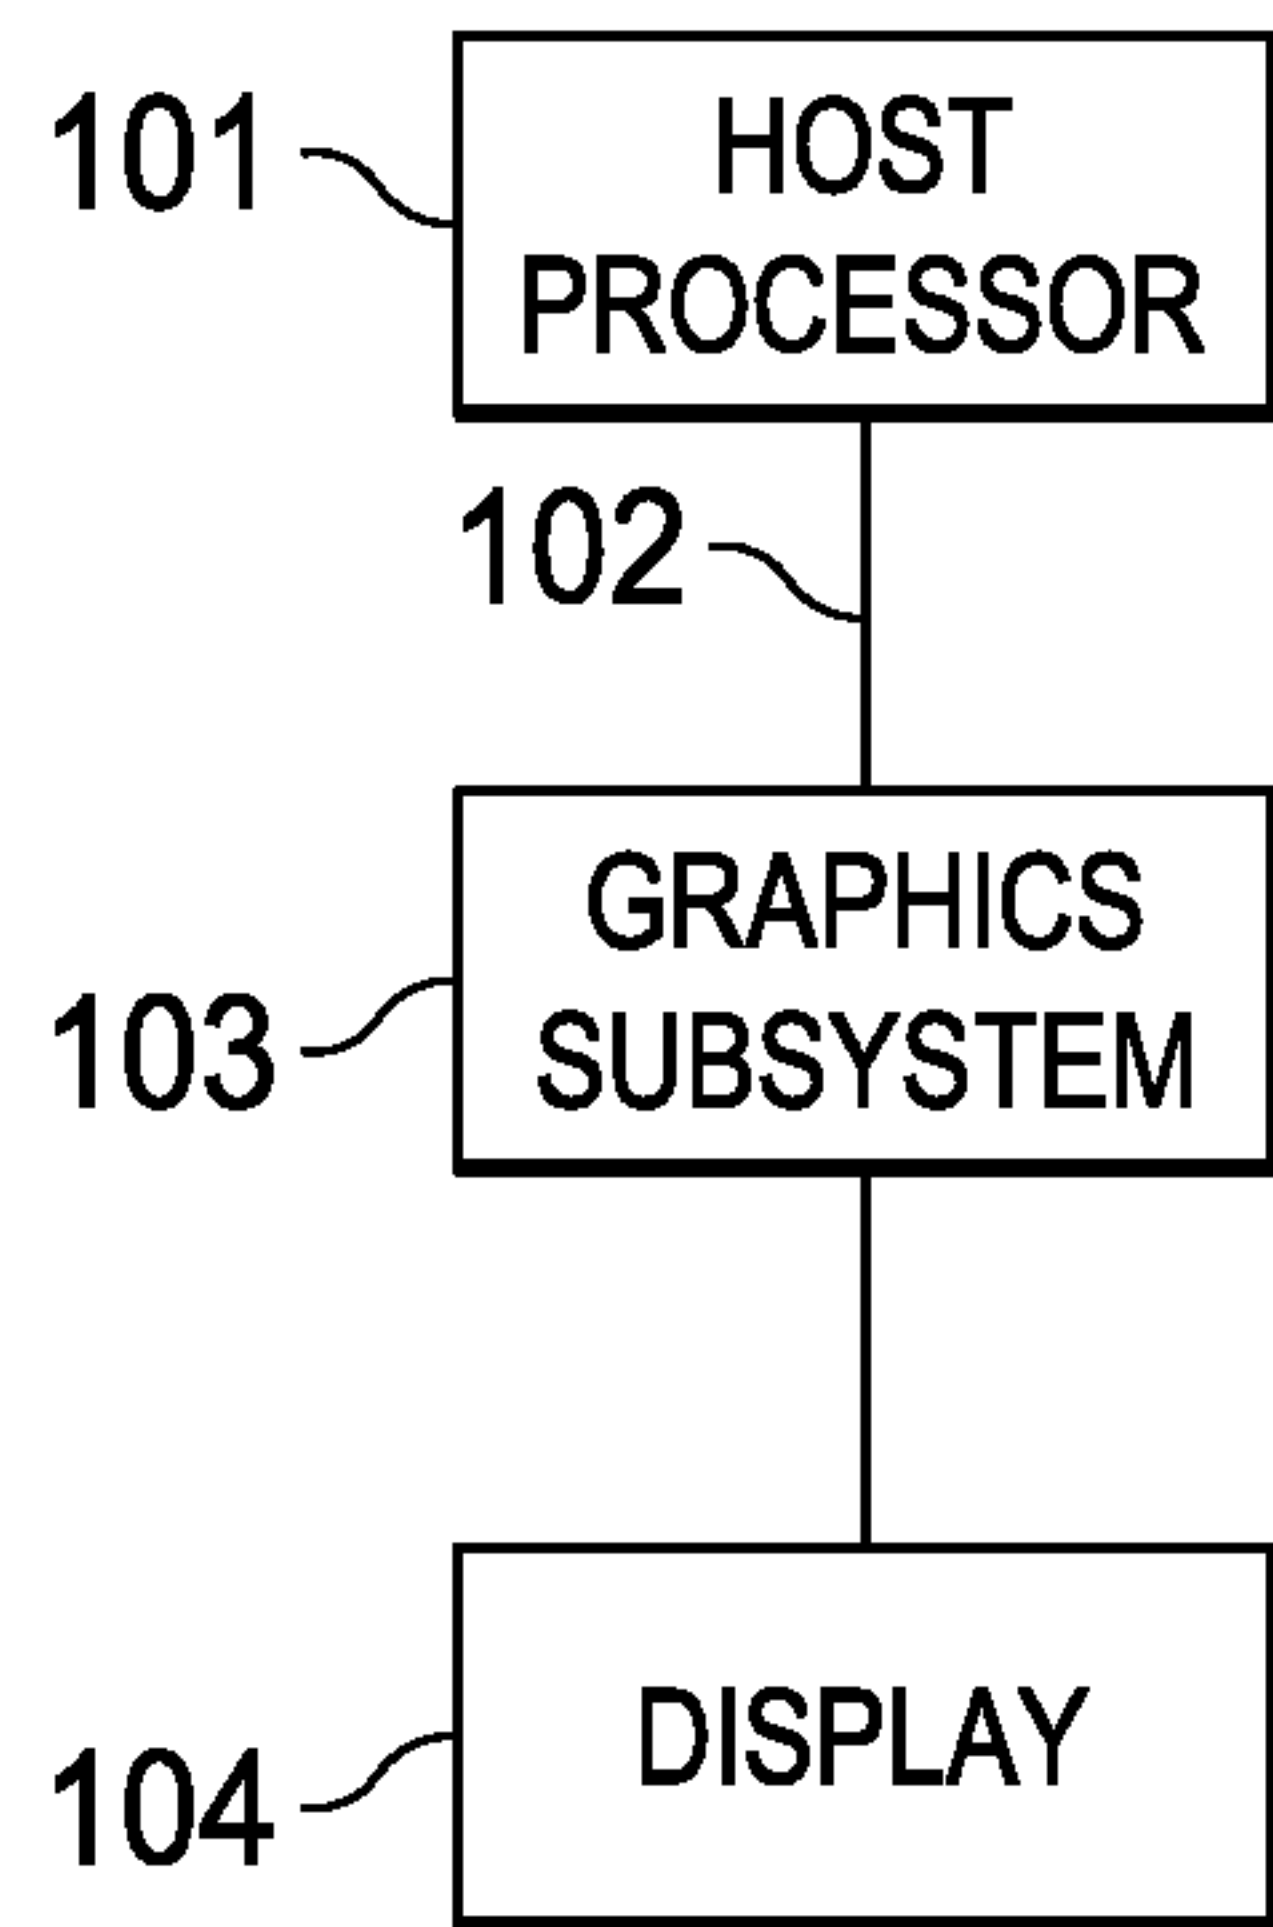 101
HOST
PROCESSOR
102
GRAPHICS
SUBSYSTEM
103
DISPLAY
104